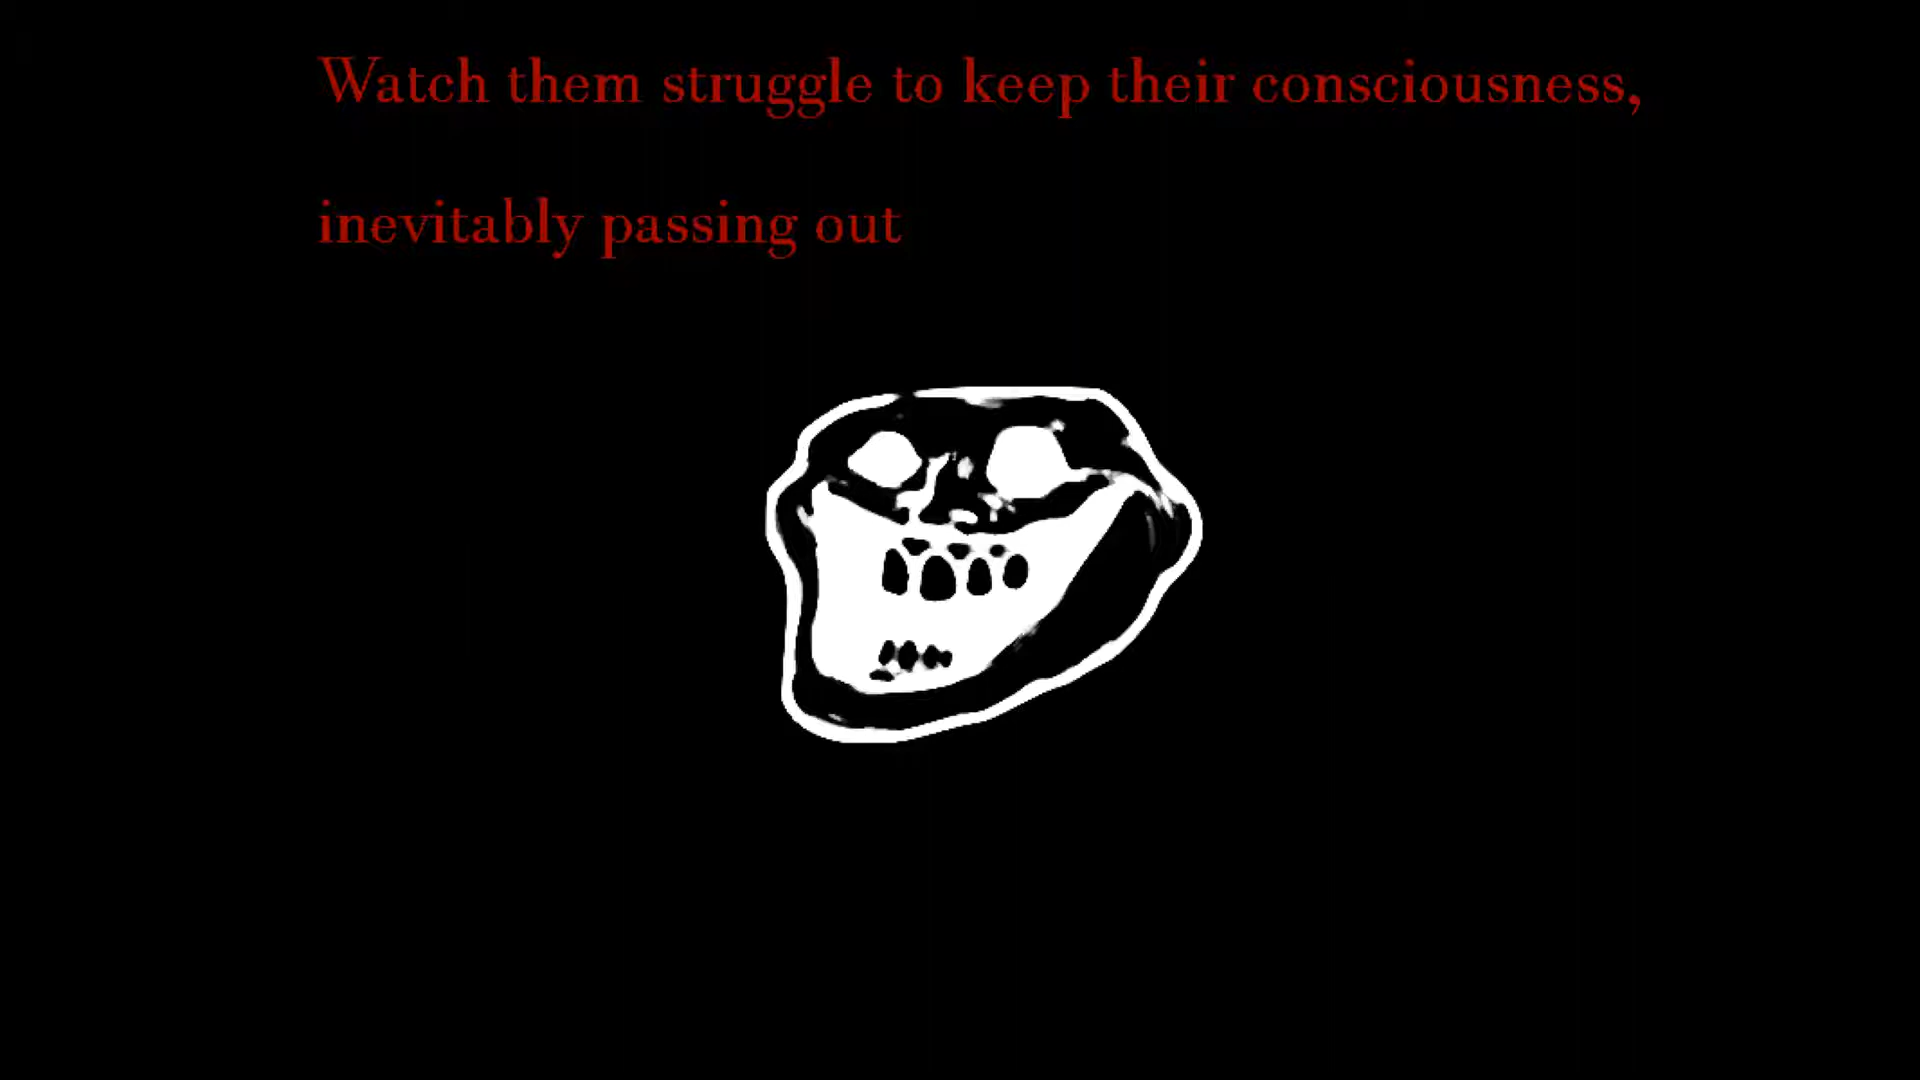 Watch them struggle to keep their consciousness,
inevitably passing out